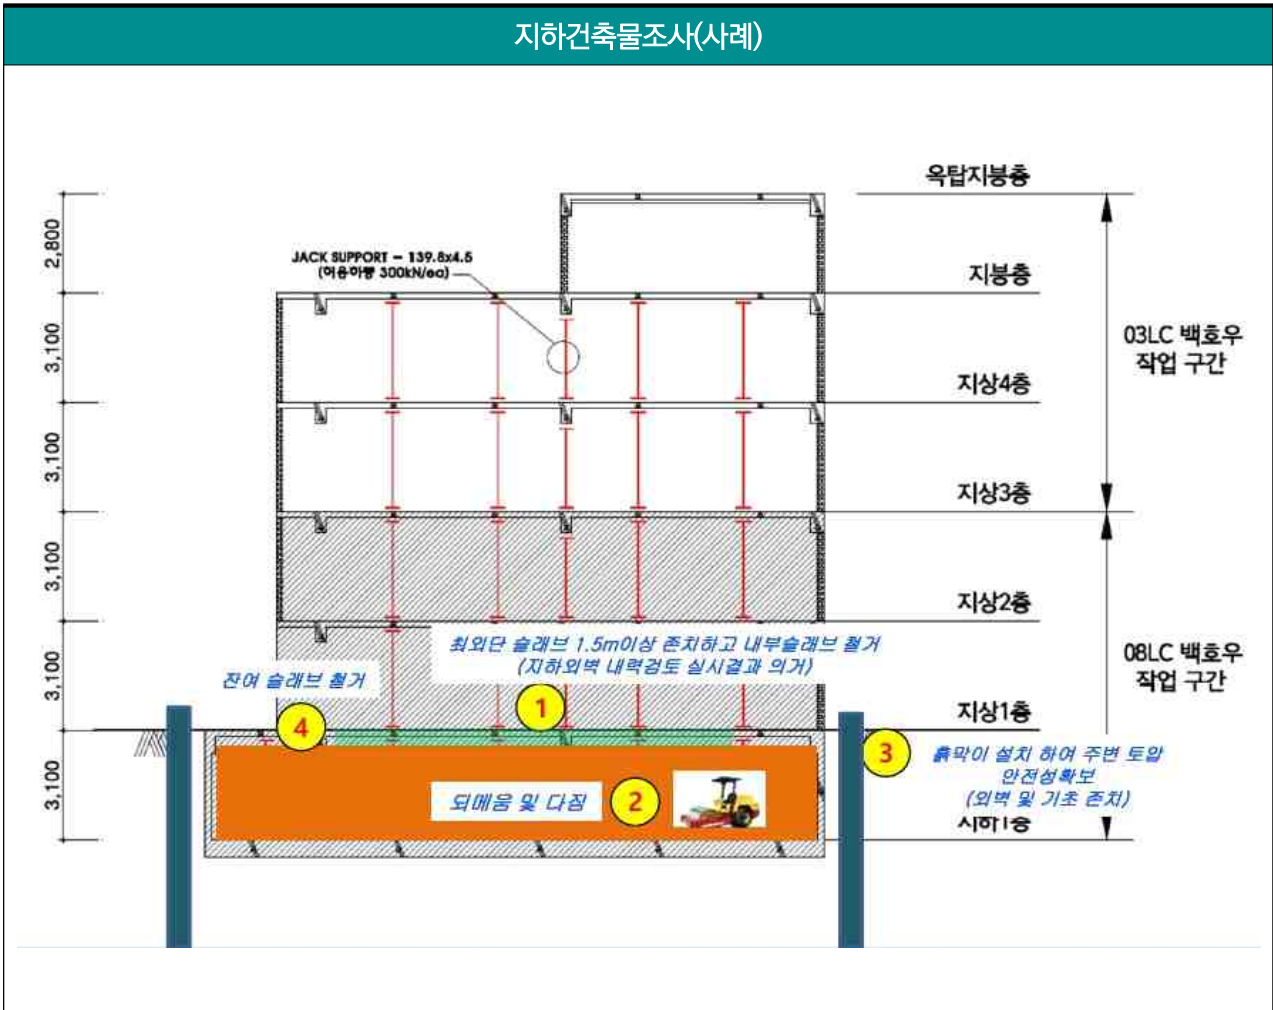 지하건축물조사(사례)
옥탑지붕층
2,800
JACK SUPPORT - 139.8x4.5
(허용하중 300kN/ea)
지붕층
3,100
03LC 백호우
작업 구간
지상4층
3,100
지상3층
3,100
지상2층
최외단 슬래브 1.5m이상 존치하고 내부슬래브 철거
(지하외벽 내력검토 실시결과 의거)
08LC 백호우
작업 구간
3,100
잔여 슬래브 철거
1
지상1층
4
3
흙막이 설치 하여 주변 토압
안전성확보
(외벽 및 기초 존치)
3,100
되메움 및 다짐
2
지하1층